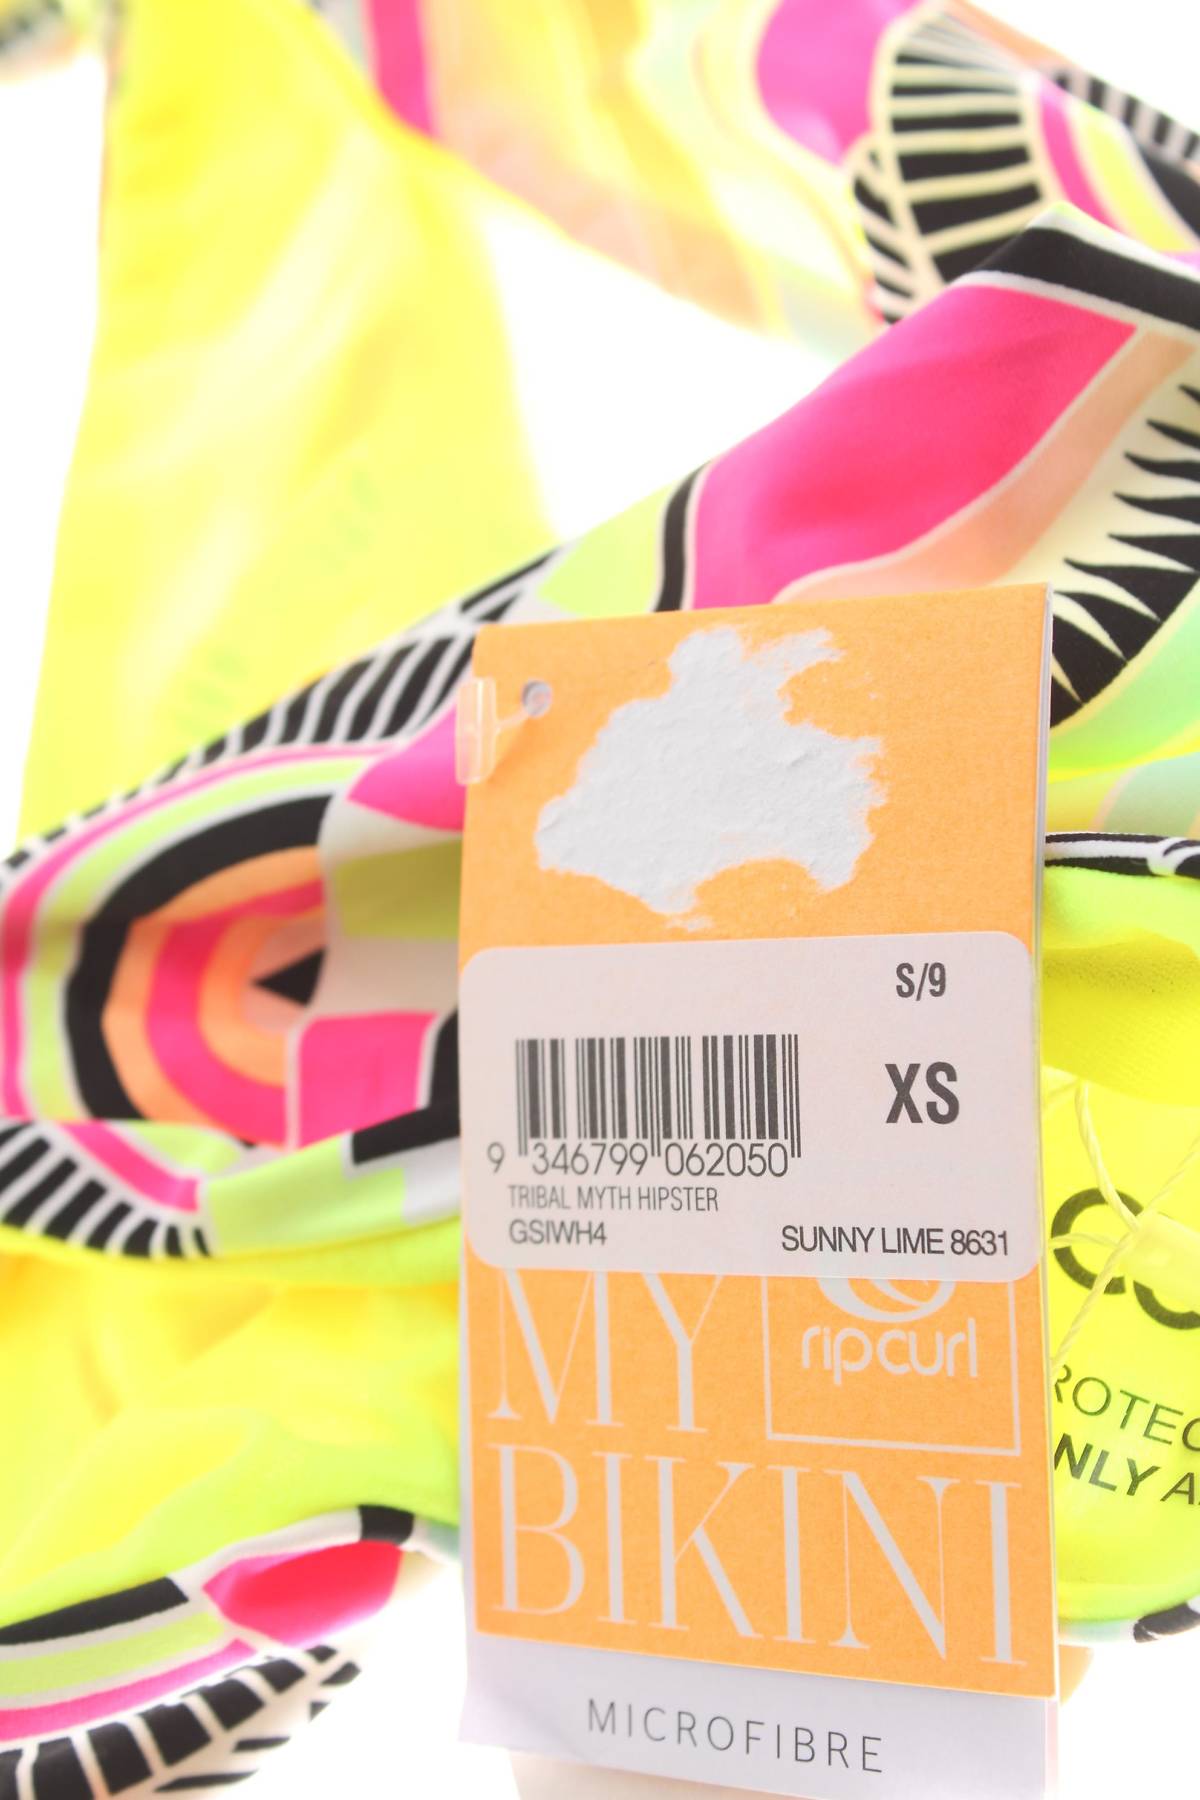 S/9
XS
9 346799 062050
TRIBAL MYTH HIPSTER
GSIWH4 SUNNY LIME 8631
MY
ripcurl
BIKINI
MICROFIBRE